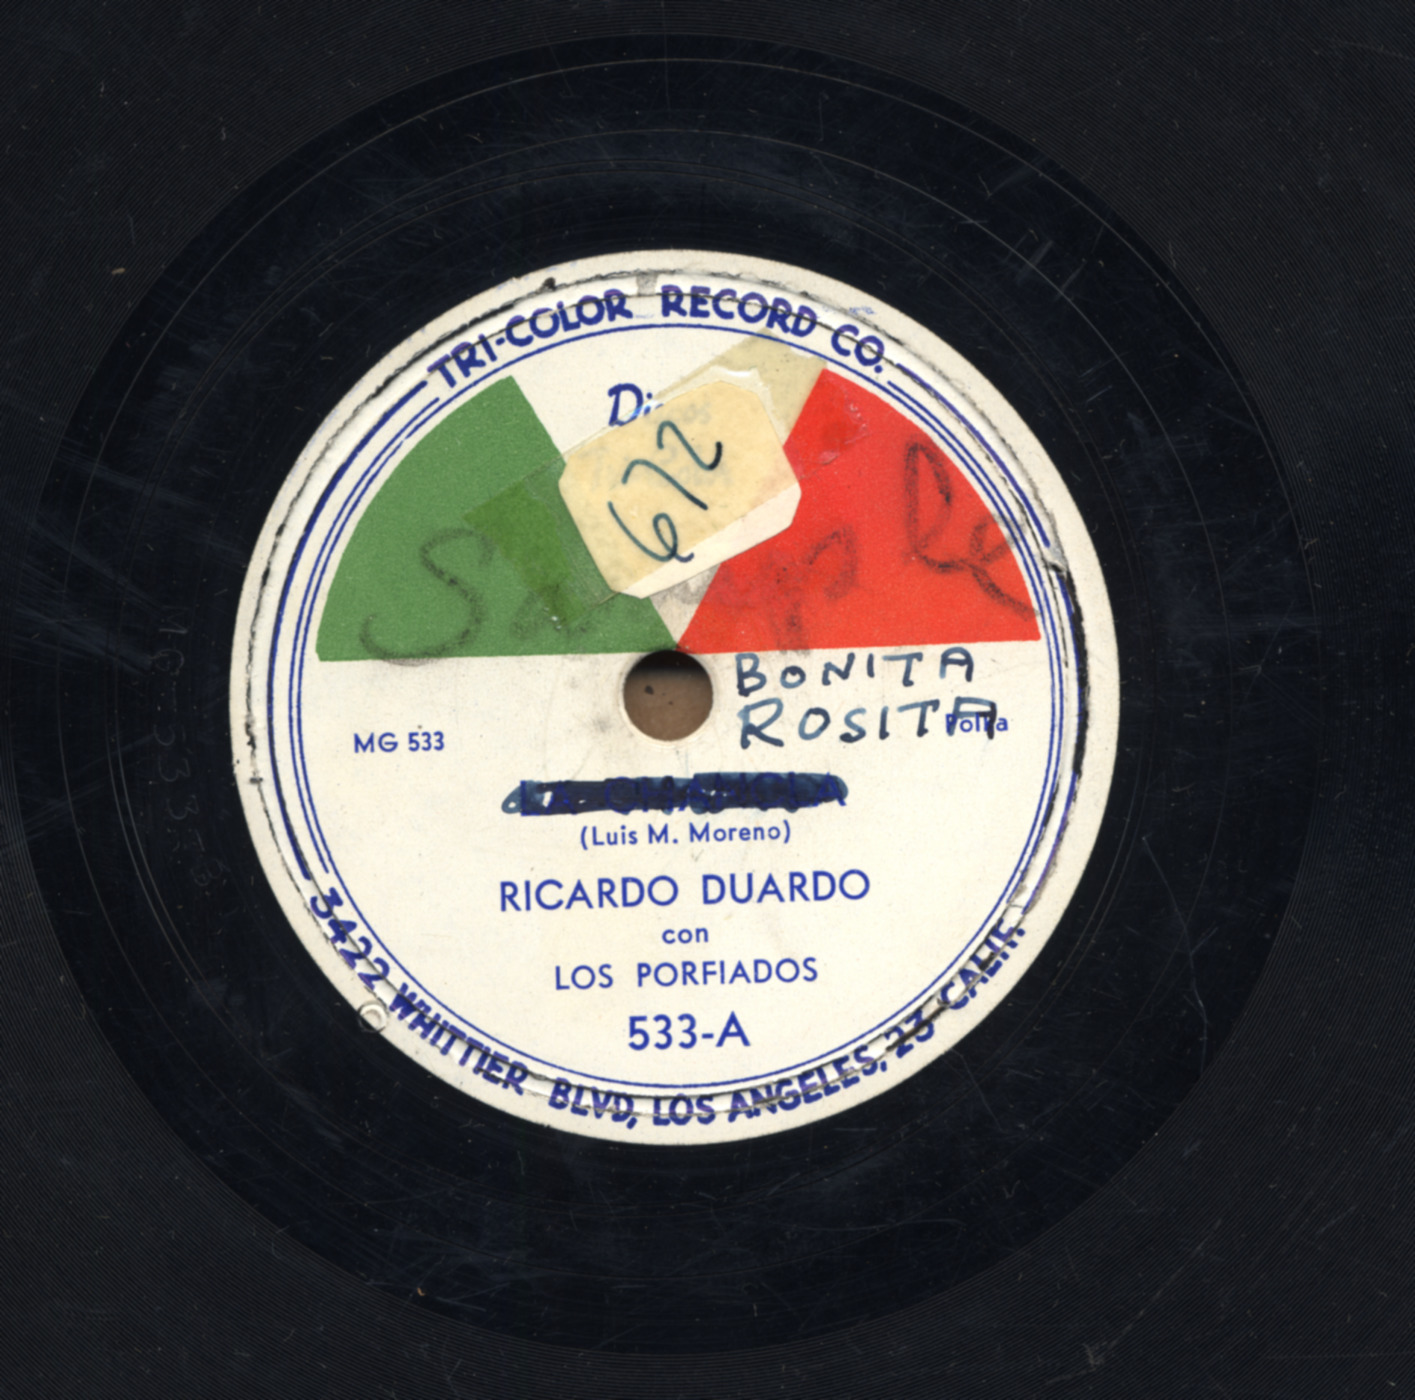 TRI-COLOR RECORD CO.
672
BONITA
ROSITA
MG 533
Polka
(Luis M. Moreno)
RICARDO DUARDO
con
LOS PORFIADOS
533-A
3422 WHITTIER BLVD, LOS ANGELES, 23 CALIF.